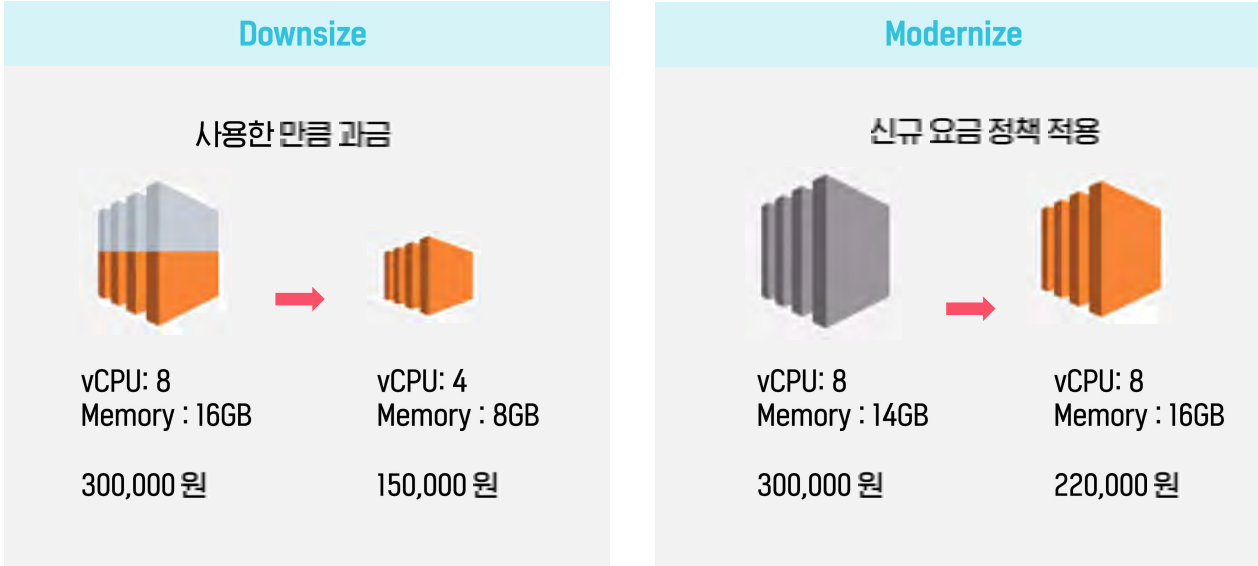 Downsize
사용한 만큼 과금
vCPU: 8
Memory : 16GB
300,000 원
vCPU: 4
Memory : 8GB
150,000 원
Modernize
신규 요금 정책 적용
vCPU: 8
Memory : 14GB
300,000 원
vCPU: 8
Memory : 16GB
220,000 원